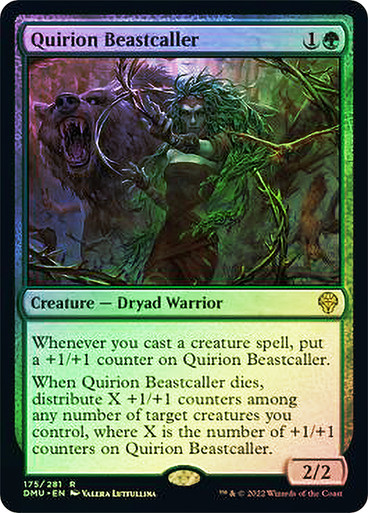 Quirion Beastcaller 1
Creature — Dryad Warrior
Whenever you cast a creature spell, put
a +1/+1 counter on Quirion Beastcaller.
When Quirion Beastcaller dies,
distribute X +1/+1 counters among
any number of target creatures you
control, where X is the number of +1/+1
counters on Quirion Beastcaller.
2/2
175/281 R
DMU • EN Valera Lutfullina
™ & © 2022 Wizards of the Coast